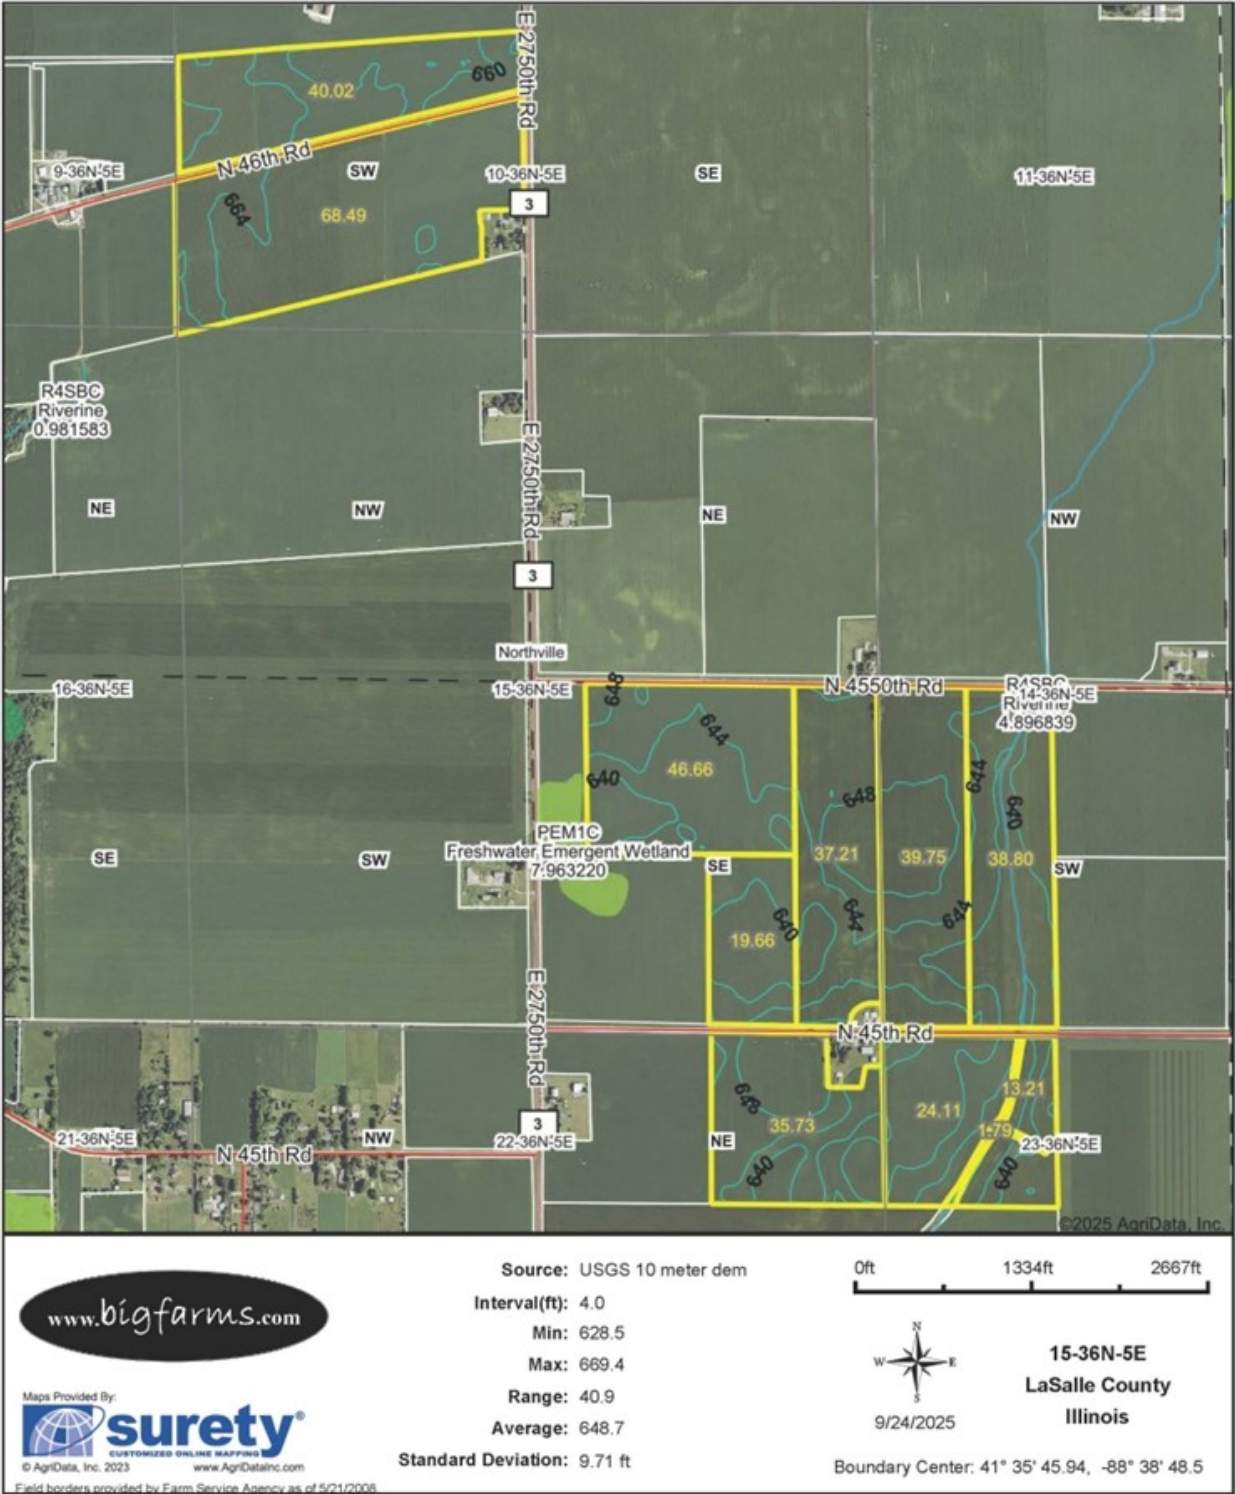 E 2750th Rd
660
40.02
N 46th Rd
9-36N-5E
SW
10-36N-5E
SE
11-36N-5E
3
664
68.49
R4SBC
Riverine
0.981583
E 2750th Rd
NE
NW
NE
NW
3
Northville
16-36N-5E
15-36N-5E
648
N 4550th Rd
R4SBC
14-36N-5E
Riverine
4.896839
644
46.66
640
644
648
640
PEM1C
Freshwater Emergent Wetland
7.963220
SE
SW
SE
37.21
39.75
38.80
SW
640
644
644
19.66
E 2750th Rd
N 45th Rd
648
13.21
24.11
35.73
1.79
3
21-36N-5E
NW
22-36N-5E
NE
23-36N-5E
N 45th Rd
640
640
©2025 AgriData, Inc.
www.bigfarms.com
Maps Provided By:
surety®
CUSTOMIZED ONLINE MAPPING
© AgriData, Inc. 2023 www.AgriDataInc.com
Field borders provided by Farm Service Agency as of 5/21/2008.
Source: USGS 10 meter dem
Interval(ft): 4.0
Min: 628.5
Max: 669.4
Range: 40.9
Average: 648.7
Standard Deviation: 9.71 ft
0ft 1334ft 2667ft
N
W E
S
9/24/2025
15-36N-5E
LaSalle County
Illinois
Boundary Center: 41° 35' 45.94, -88° 38' 48.5